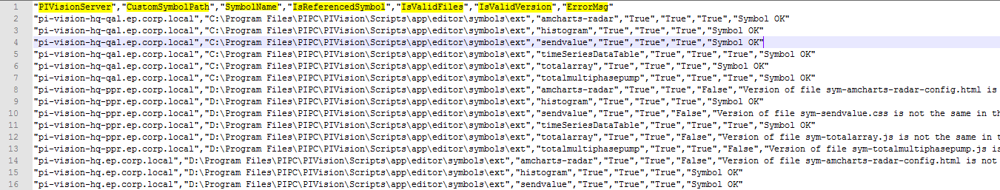 1 "PIVisionServer","CustomSymbolPath","SymbolName","IsReferencedSymbol","IsValidFiles","IsValidVersion","ErrorMsg"
2 "pi-vision-hq-qal.ep.corp.local","C:\Program Files\PIPC\PIVision\Scripts\app\editor\symbols\ext","amcharts-radar","True","True","True","Symbol OK"
3 "pi-vision-hq-qal.ep.corp.local","C:\Program Files\PIPC\PIVision\Scripts\app\editor\symbols\ext","histogram","True","True","True","Symbol OK"
4 "pi-vision-hq-qal.ep.corp.local","C:\Program Files\PIPC\PIVision\Scripts\app\editor\symbols\ext","sendvalue","True","True","True","Symbol OK"
5 "pi-vision-hq-qal.ep.corp.local","C:\Program Files\PIPC\PIVision\Scripts\app\editor\symbols\ext","timeSeriesDataTable","True","True","True","Symbol OK"
6 "pi-vision-hq-qal.ep.corp.local","C:\Program Files\PIPC\PIVision\Scripts\app\editor\symbols\ext","totalarray","True","True","True","Symbol OK"
7 "pi-vision-hq-qal.ep.corp.local","C:\Program Files\PIPC\PIVision\Scripts\app\editor\symbols\ext","totalmultiphasepump","True","True","True","Symbol OK"
8 "pi-vision-hq-ppr.ep.corp.local","D:\Program Files\PIPC\PIVision\Scripts\app\editor\symbols\ext","amcharts-radar","True","True","False","Version of file sym-amcharts-radar-config.html is
9 "pi-vision-hq-ppr.ep.corp.local","D:\Program Files\PIPC\PIVision\Scripts\app\editor\symbols\ext","histogram","True","True","True","Symbol OK"
10 "pi-vision-hq-ppr.ep.corp.local","D:\Program Files\PIPC\PIVision\Scripts\app\editor\symbols\ext","sendvalue","True","True","False","Version of file sym-sendvalue.css is not the same in th
11 "pi-vision-hq-ppr.ep.corp.local","D:\Program Files\PIPC\PIVision\Scripts\app\editor\symbols\ext","timeSeriesDataTable","True","True","True","Symbol OK"
12 "pi-vision-hq-ppr.ep.corp.local","D:\Program Files\PIPC\PIVision\Scripts\app\editor\symbols\ext","totalarray","True","True","False","Version of file sym-totalarray.js is not the same in t
13 "pi-vision-hq-ppr.ep.corp.local","D:\Program Files\PIPC\PIVision\Scripts\app\editor\symbols\ext","totalmultiphasepump","True","True","False","Version of file sym-totalmultiphasepump.js is
14 "pi-vision-hq.ep.corp.local","D:\Program Files\PIPC\PIVision\Scripts\app\editor\symbols\ext","amcharts-radar","True","True","False","Version of file sym-amcharts-radar-config.html is not
15 "pi-vision-hq.ep.corp.local","D:\Program Files\PIPC\PIVision\Scripts\app\editor\symbols\ext","histogram","True","True","True","Symbol OK"
16 "pi-vision-hq.ep.corp.local","D:\Program Files\PIPC\PIVision\Scripts\app\editor\symbols\ext","sendvalue","True","True","True","Symbol OK"